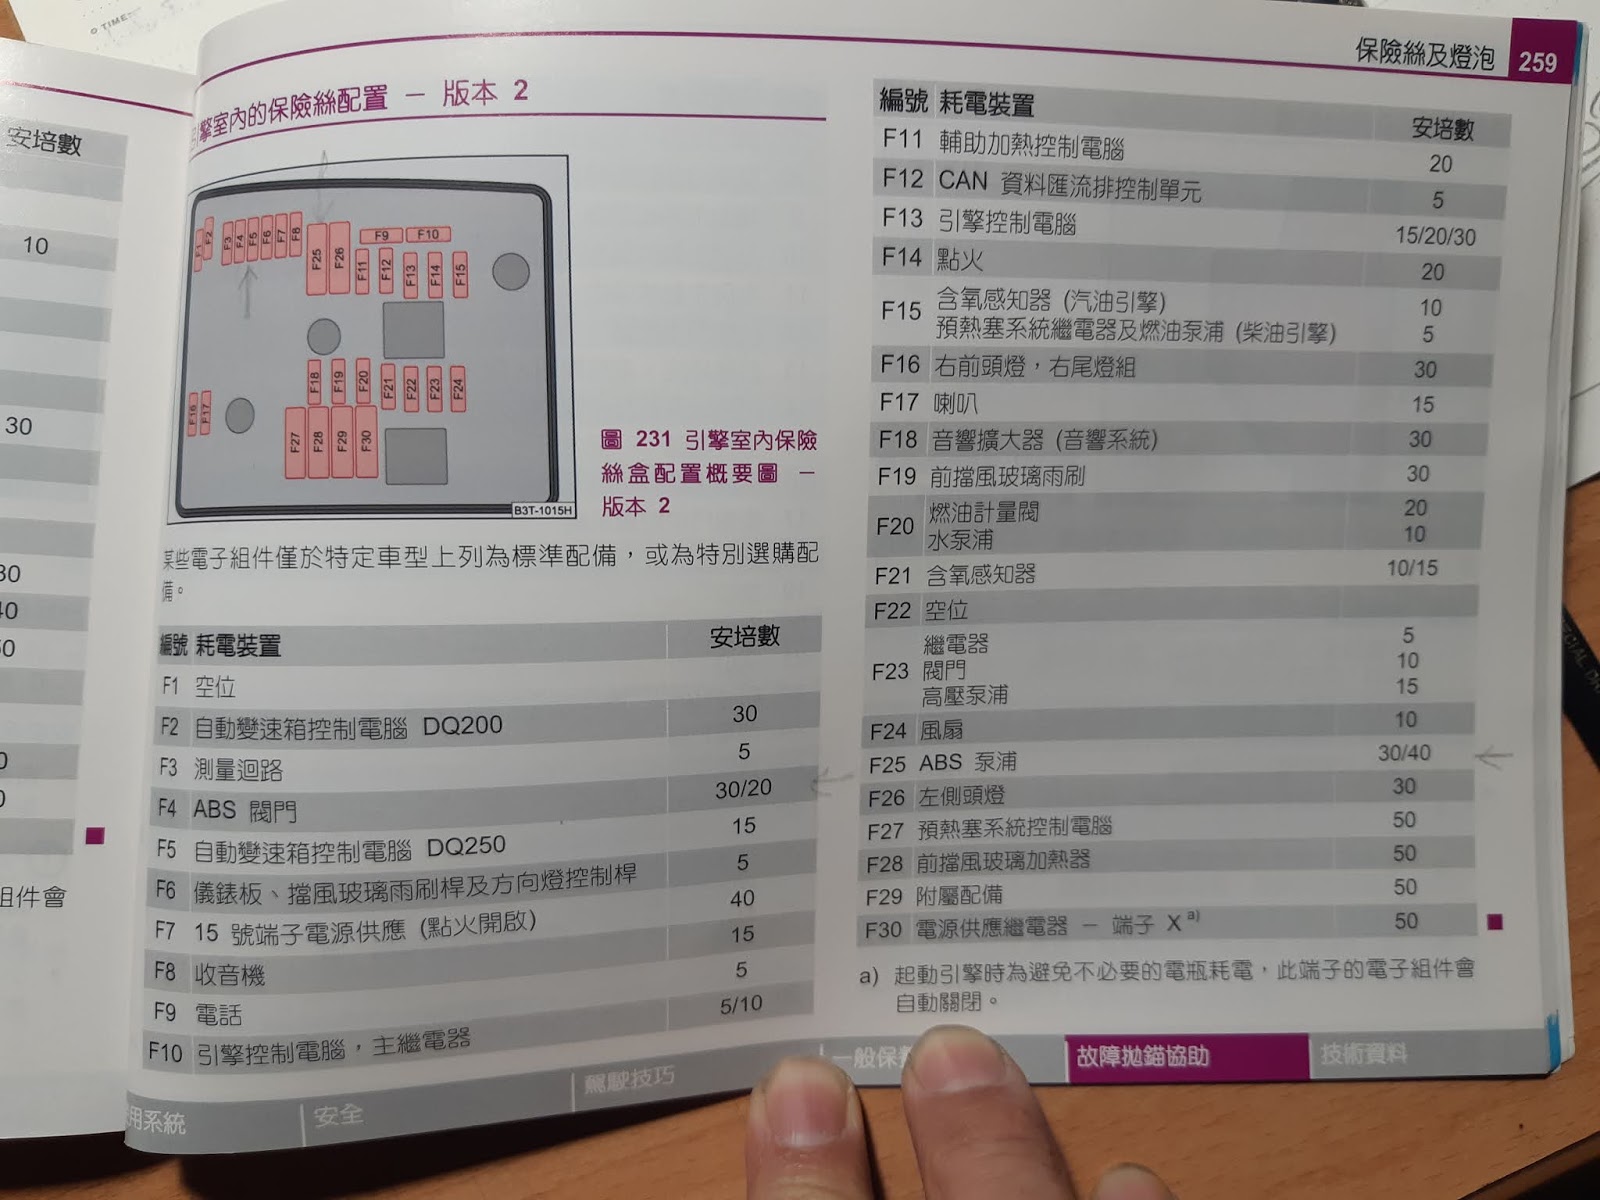 TIME
安培數
10
30
30
40
50
組件會
保險絲及燈泡 259
引擎室內的保險絲配置 – 版本 2
F1 F2 F3 F4 F5 F6 F7 F8 F25 F26 F9 F10
F11 F12 F13 F14 F15
F18 F19 F20 F21 F22 F23 F24
F16 F17
F27 F28 F29 F30
B3T-1015H
圖 231 引擎室內保險
絲盒配置概要圖 –
版本 2
某些電子組件僅於特定車型上列為標準配備，或為特別選購配
備。
編號 耗電裝置 安培數
F1 空位
F2 自動變速箱控制電腦 DQ200 30
F3 測量迴路 5
F4 ABS 閥門 30/20
F5 自動變速箱控制電腦 DQ250 15
F6 儀錶板、擋風玻璃雨刷桿及方向燈控制桿 5
F7 15 號端子電源供應 (點火開啟) 40
F8 收音機 15
F9 電話 5
F10 引擎控制電腦，主繼電器 5/10
編號 耗電裝置 安培數
F11 輔助加熱控制電腦 20
F12 CAN 資料匯流排控制單元 5
F13 引擎控制電腦 15/20/30
F14 點火 20
F15 含氧感知器 (汽油引擎) 10
預熱塞系統繼電器及燃油泵浦 (柴油引擎) 5
F16 右前頭燈，右尾燈組 30
F17 喇叭 15
F18 音響擴大器 (音響系統) 30
F19 前擋風玻璃雨刷 30
F20 燃油計量閥 20
水泵浦 10
F21 含氧感知器 10/15
F22 空位
F23 繼電器 5
閥門 10
高壓泵浦 15
F24 風扇 10
F25 ABS 泵浦 30/40
F26 左側頭燈 30
F27 預熱塞系統控制電腦 50
F28 前擋風玻璃加熱器 50
F29 附屬配備 50
F30 電源供應繼電器 – 端子 X a) 50
a) 起動引擎時為避免不必要的電瓶耗電，此端子的電子組件會
自動關閉。
用系統 安全 駕駛技巧 一般保 故障拋錨協助 技術資料